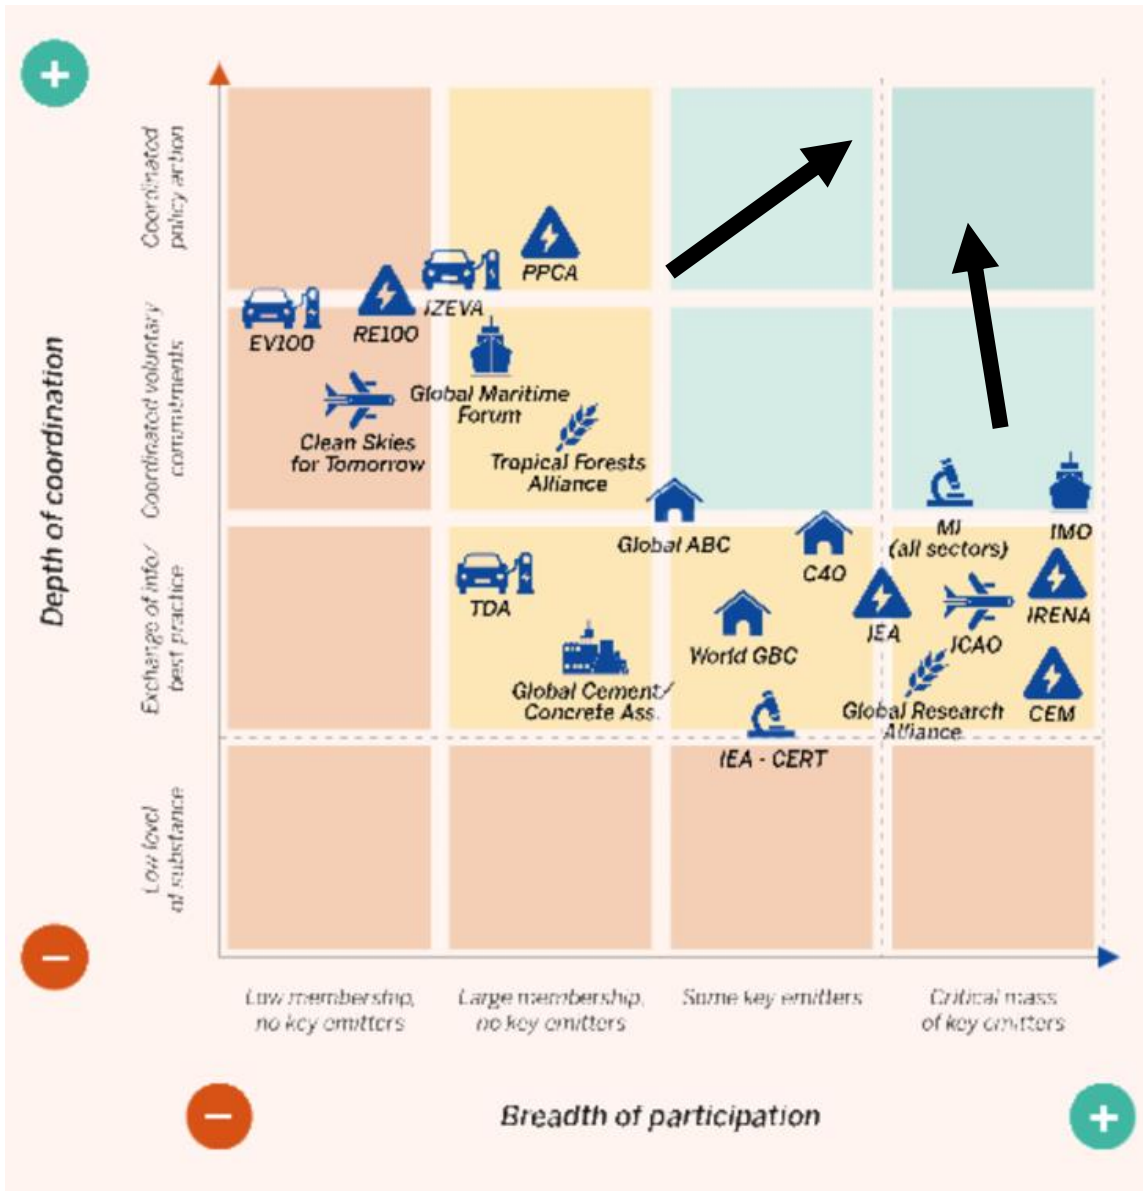 +
Depth of coordination
Coordinated
policy action
Coordinated voluntary
commitments
Exchange of info/
best practice
Low level
of substance
−
PPCA
IZEVA
EV100
RE100
Global Maritime
Forum
Clean Skies
for Tomorrow
Tropical Forests
Alliance
Global ABC
C40
MI
(all sectors)
IMO
TDA
World GBC
IEA
ICAO
IRENA
Global Cement/
Concrete Ass.
Global Research
Alliance
CEM
IEA - CERT
Low membership,
no key emitters
Large membership,
no key emitters
Some key emitters
Critical mass
of key emitters
−
Breadth of participation
+